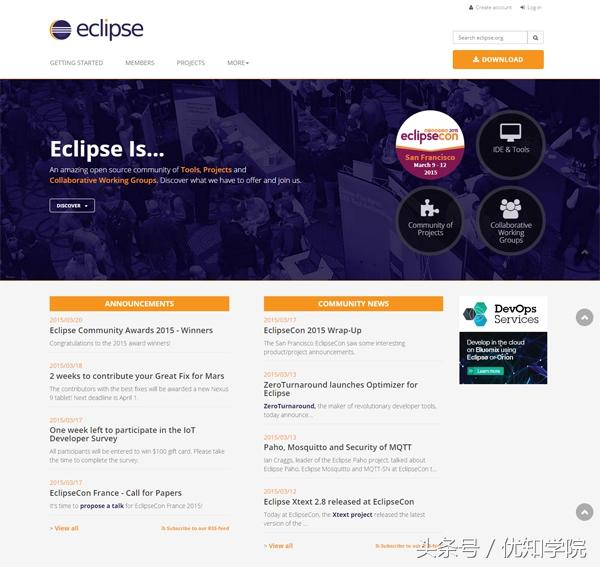 Create account
Log in
eclipse
Search eclipse.org
GETTING STARTED
MEMBERS
PROJECTS
MORE
DOWNLOAD
Eclipse Is...
An amazing open source community of Tools, Projects and
Collaborative Working Groups. Discover what we have to offer and join us.
DISCOVER
2015
eclipsecon
San Francisco
March 9 - 12
2015
IDE & Tools
Community of
Projects
Collaborative
Working
Groups
ANNOUNCEMENTS
2015/03/20
Eclipse Community Awards 2015 - Winners
Congratulations to the 2015 award winners!
2015/03/18
2 weeks to contribute your Great Fix for Mars
The contributors with the best fixes will be awarded a new Nexus
9 tablet! Next deadline is April 1.
2015/03/17
One week left to participate in the IoT
Developer Survey
All participants will be entered to win $100 gift card. Please take
the time to complete the survey.
2015/03/17
EclipseCon France - Call for Papers
It's time to propose a talk for EclipseCon France 2015!
> View all
Subscribe to our RSS-feed
COMMUNITY NEWS
2015/03/17
EclipseCon 2015 Wrap-Up
The San Francisco EclipseCon saw some interesting
product/project announcements.
2015/03/13
ZeroTurnaround launches Optimizer for
Eclipse
ZeroTurnaround, the maker of revolutionary developer tools,
today announce...
2015/03/13
Paho, Mosquitto and Security of MQTT
Ian Craggs, leader of the Eclipse Paho project, talked about
Eclipse Paho, Eclipse Mosquitto and MQTT-SN at EclipseCon t...
2015/03/12
Eclipse Xtext 2.8 released at EclipseCon
Today at EclipseCon, the Xtext project released the latest
version of the ...
> View all
Subscribe to our RSS-feed
DevOps
Services
Develop in the cloud
on Bluemix using
Eclipse or Orion
Learn more
头条号 / 优知学院